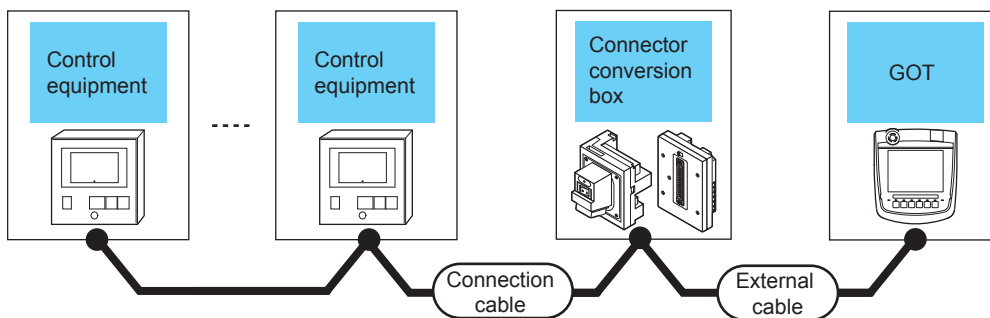 Control
equipment
Control
equipment
Connector
conversion
box
GOT
Connection
cable
External
cable